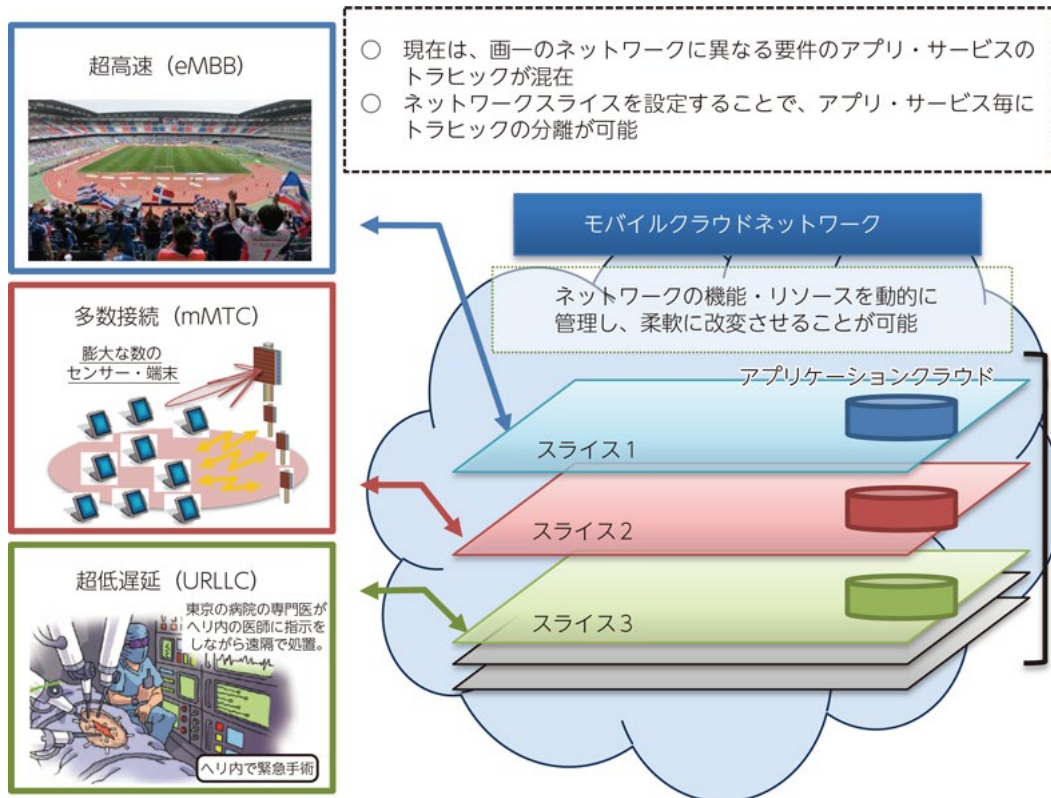 超高速（eMBB）
○ 現在は、画一のネットワークに異なる要件のアプリ・サービスの
トラヒックが混在
○ ネットワークスライスを設定することで、アプリ・サービス毎に
トラヒックの分離が可能
モバイルクラウドネットワーク
ネットワークの機能・リソースを動的に
管理し、柔軟に改変させることが可能
多数接続（mMTC）
膨大な数の
センサー・端末
アプリケーションクラウド
スライス1
スライス2
スライス3
超低遅延（URLLC）
東京の病院の専門医が
ヘリ内の医師に指示を
しながら遠隔で処置。
ヘリ内で緊急手術